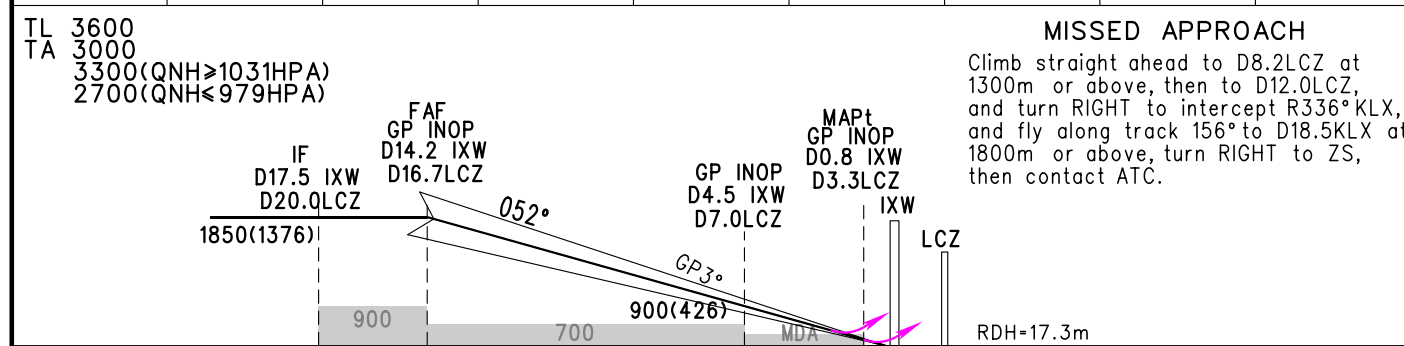 TL 3600
TA 3000
3300(QNH≥1031HPA)
2700(QNH≤979HPA)
MISSED APPROACH
Climb straight ahead to D8.2LCZ at
1300m or above, then to D12.0LCZ,
and turn RIGHT to intercept R336°KLX,
and fly along track 156° to D18.5KLX at
1800m or above, turn RIGHT to ZS,
then contact ATC.
IF
D17.5 IXW
D20.0LCZ
FAF
GP INOP
D14.2 IXW
D16.7LCZ
GP INOP
D4.5 IXW
D7.0LCZ
MAPt
GP INOP
D0.8 IXW
D3.3LCZ
IXW
LCZ
052°
1850(1376)
GP3°
900(426)
900
700
MDA
RDH=17.3m